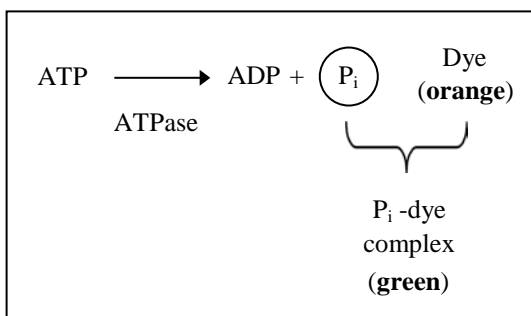 ATP ADP + Pi Dye
(orange)
ATPase
Pi -dye
complex
(green)